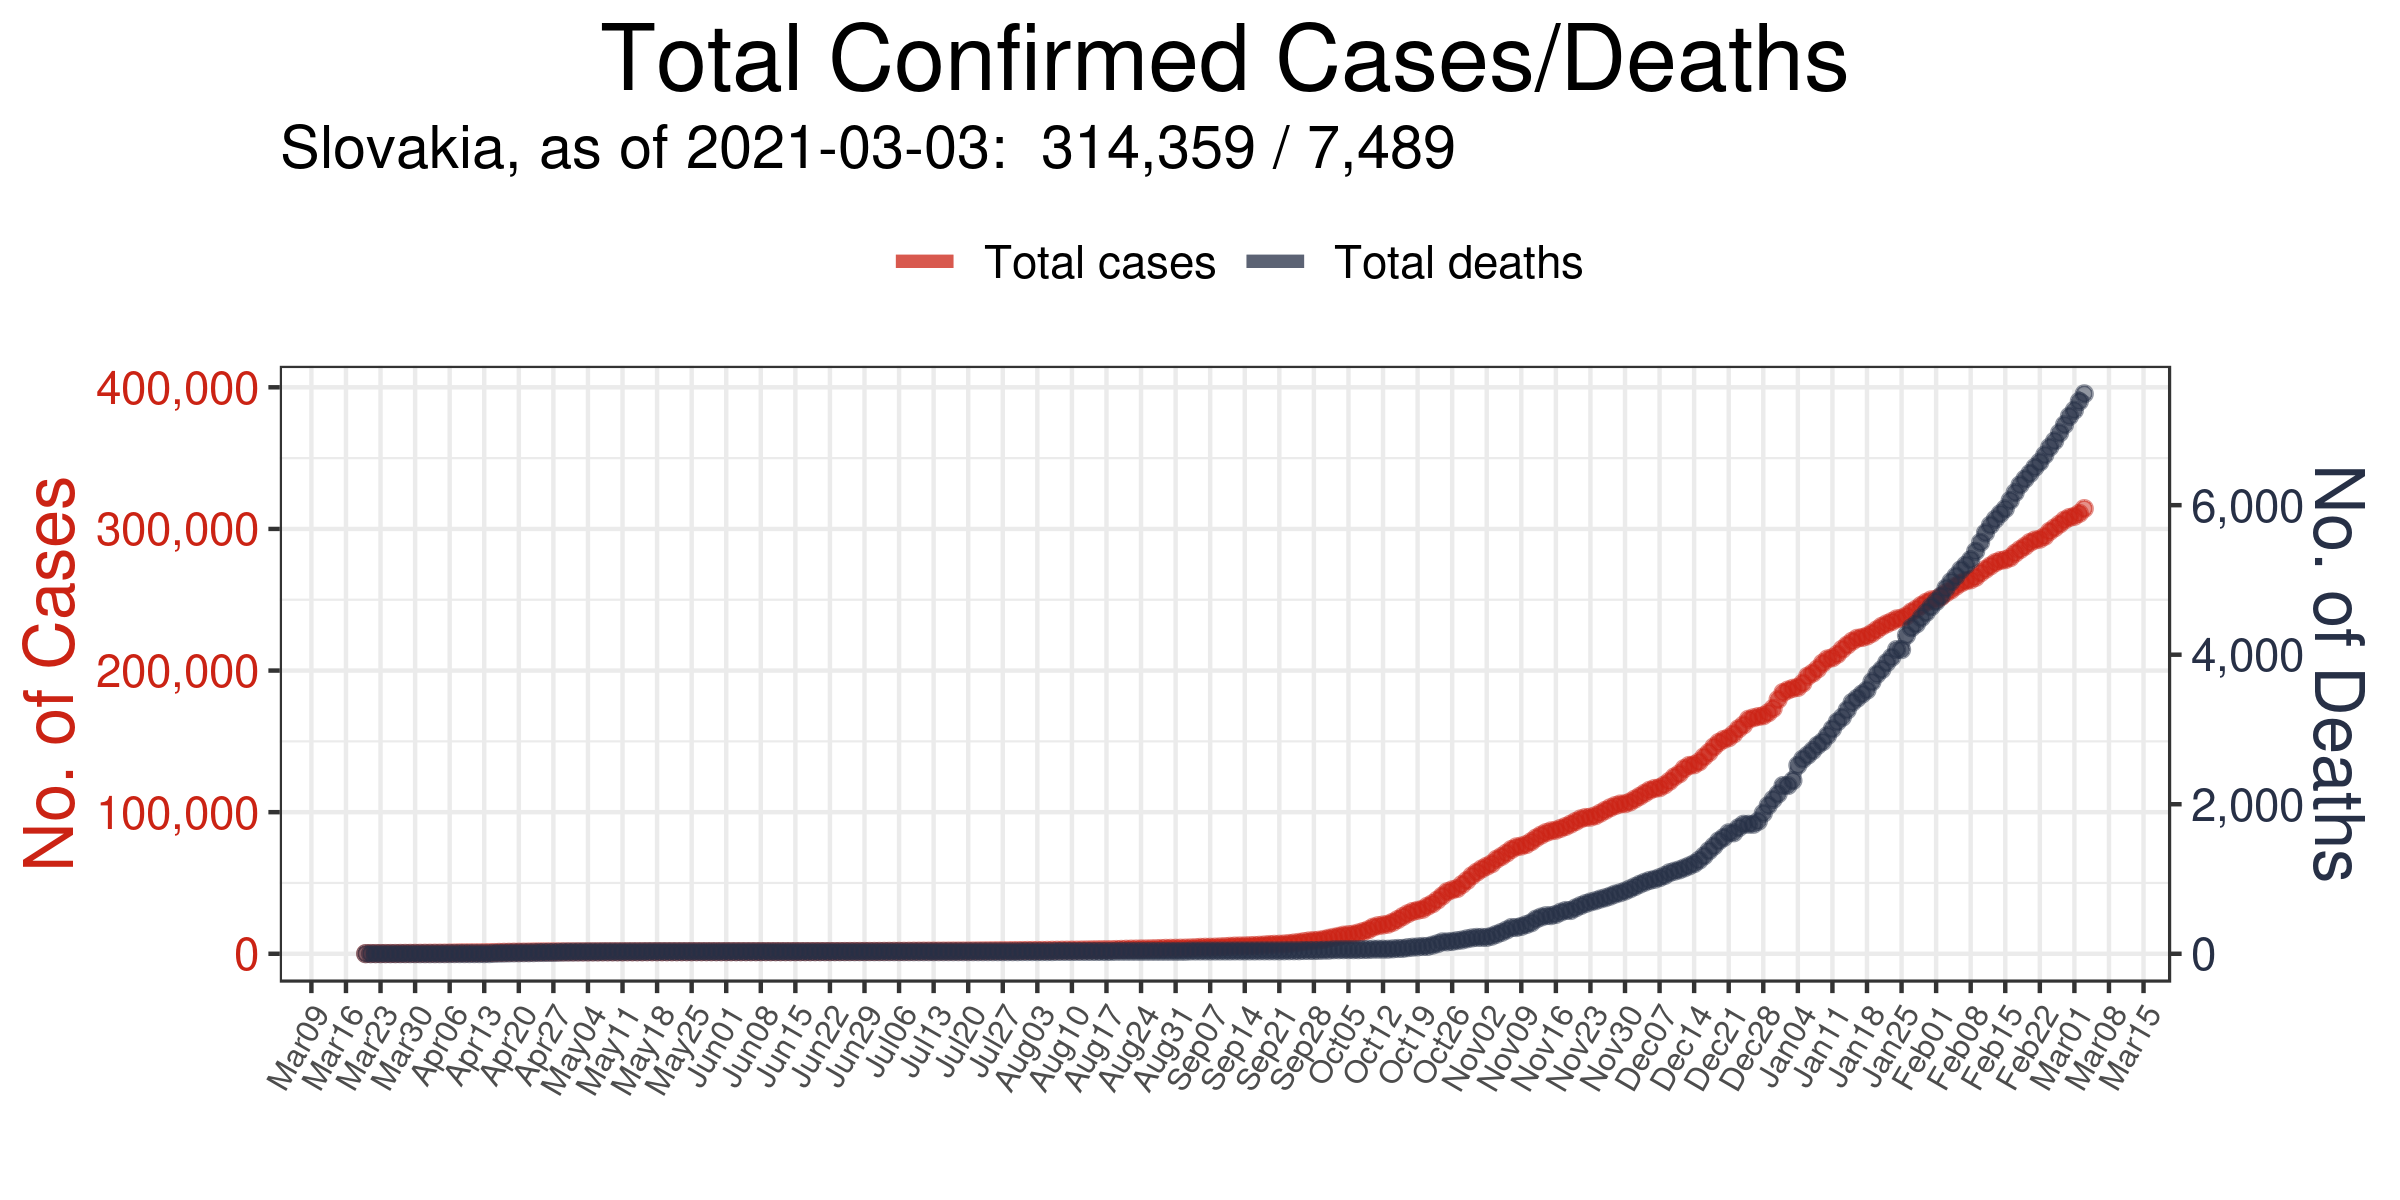 Total Confirmed Cases/Deaths
Slovakia, as of 2021-03-03:  314,359 / 7,489
Total cases
Total deaths
No. of Cases
400,000
300,000
200,000
100,000
0
6,000
4,000
2,000
0
No. of Deaths
Mar09
Mar16
Mar23
Mar30
Apr06
Apr13
Apr20
Apr27
May04
May11
May18
May25
Jun01
Jun08
Jun15
Jun22
Jun29
Jul06
Jul13
Jul20
Jul27
Aug03
Aug10
Aug17
Aug24
Aug31
Sep07
Sep14
Sep21
Sep28
Oct05
Oct12
Oct19
Oct26
Nov02
Nov09
Nov16
Nov23
Nov30
Dec07
Dec14
Dec21
Dec28
Jan04
Jan11
Jan18
Jan25
Feb01
Feb08
Feb15
Feb22
Mar01
Mar08
Mar15